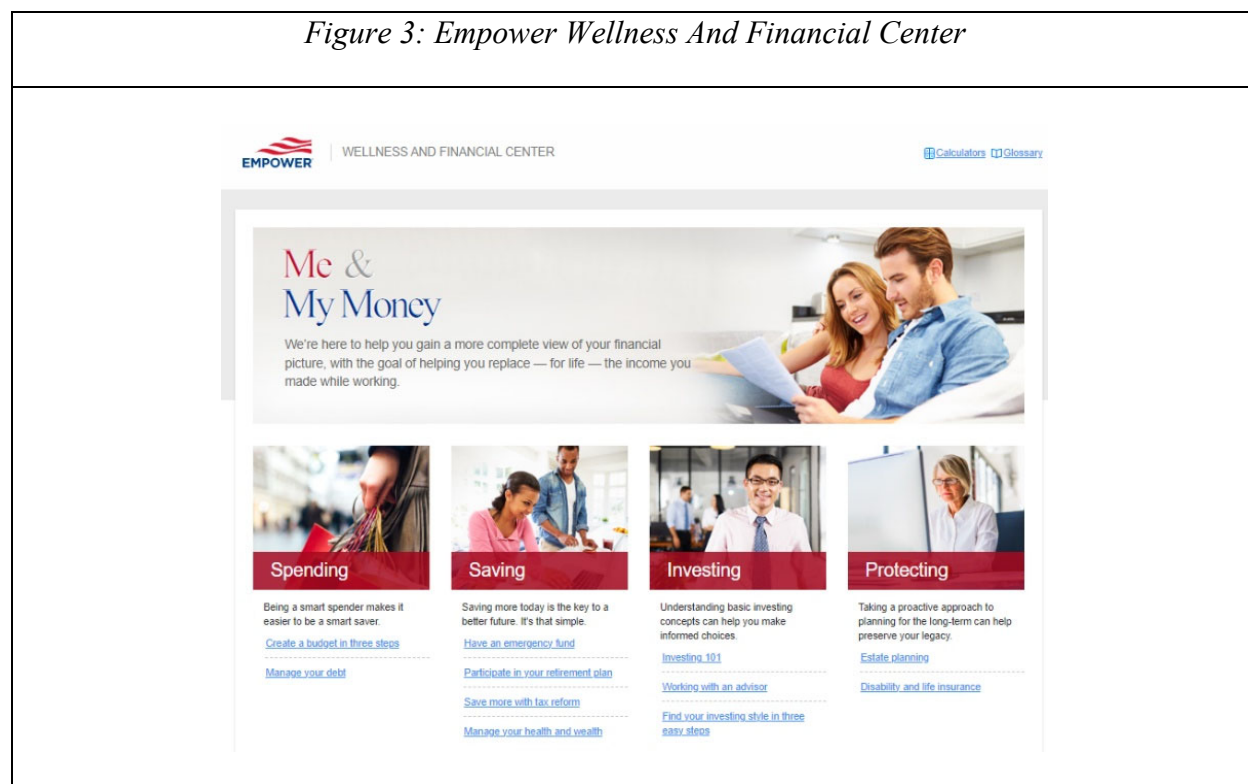 Figure 3: Empower Wellness And Financial Center
EMPOWER
WELLNESS AND FINANCIAL CENTER
Calculators Glossary
Me &
My Money
We're here to help you gain a more complete view of your financial
picture, with the goal of helping you replace — for life — the income you
made while working.
Spending
Being a smart spender makes it
easier to be a smart saver.
Create a budget in three steps
Manage your debt
Saving
Saving more today is the key to a
better future. It's that simple.
Have an emergency fund
Participate in your retirement plan
Save more with tax reform
Manage your health and wealth
Investing
Understanding basic investing
concepts can help you make
informed choices.
Investing 101
Working with an advisor
Find your investing style in three
easy steps
Protecting
Taking a proactive approach to
planning for the long-term can help
preserve your legacy.
Estate planning
Disability and life insurance